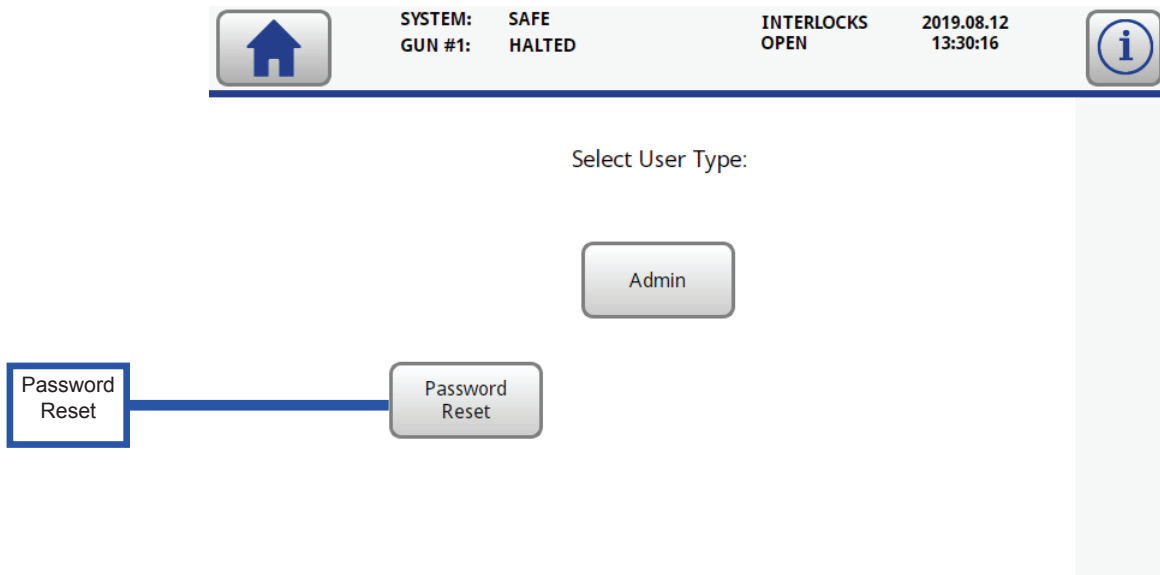 SYSTEM: SAFE INTERLOCKS 2019.08.12
GUN #1: HALTED OPEN 13:30:16
i
Select User Type:
Admin
Password
Reset
Password
Reset